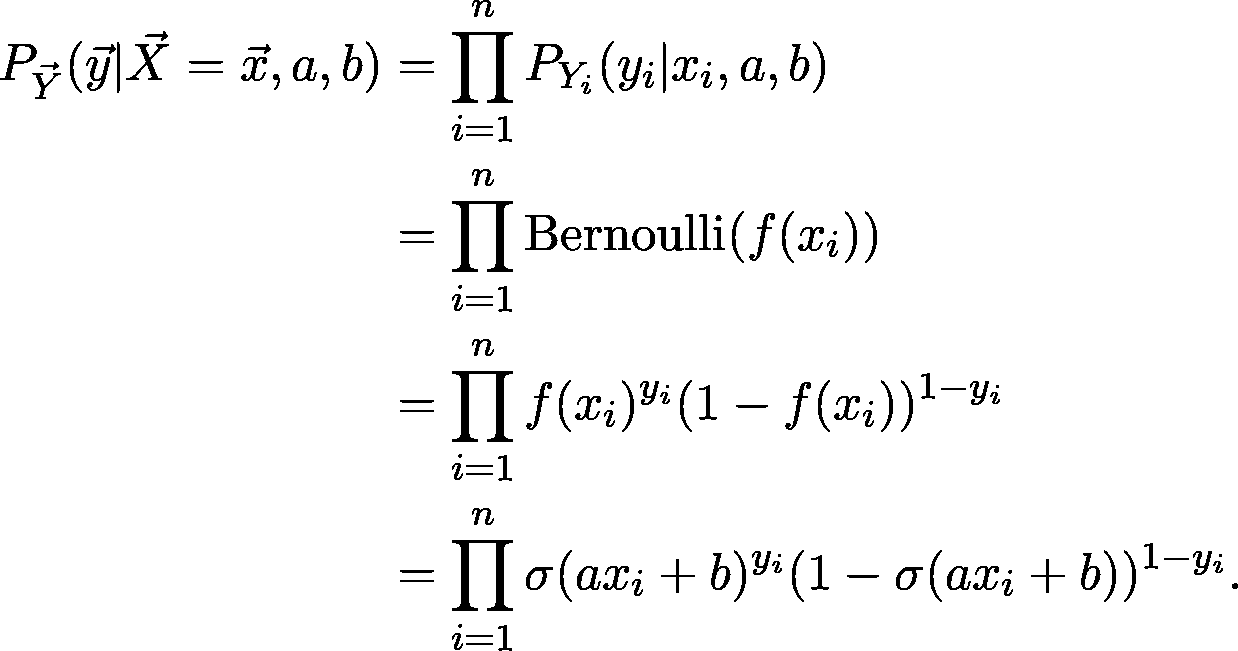 $P_{\vec{Y}}(\vec{y}|\vec{X} = \vec{x}, a, b) = \prod_{i=1}^{n} P_{Y_i}(y_i|x_i, a, b)$
$= \prod_{i=1}^{n} \text{Bernoulli}(f(x_i))$
$= \prod_{i=1}^{n} f(x_i)^{y_i}(1 - f(x_i))^{1-y_i}$
$= \prod_{i=1}^{n} \sigma(ax_i + b)^{y_i}(1 - \sigma(ax_i + b))^{1-y_i}.$